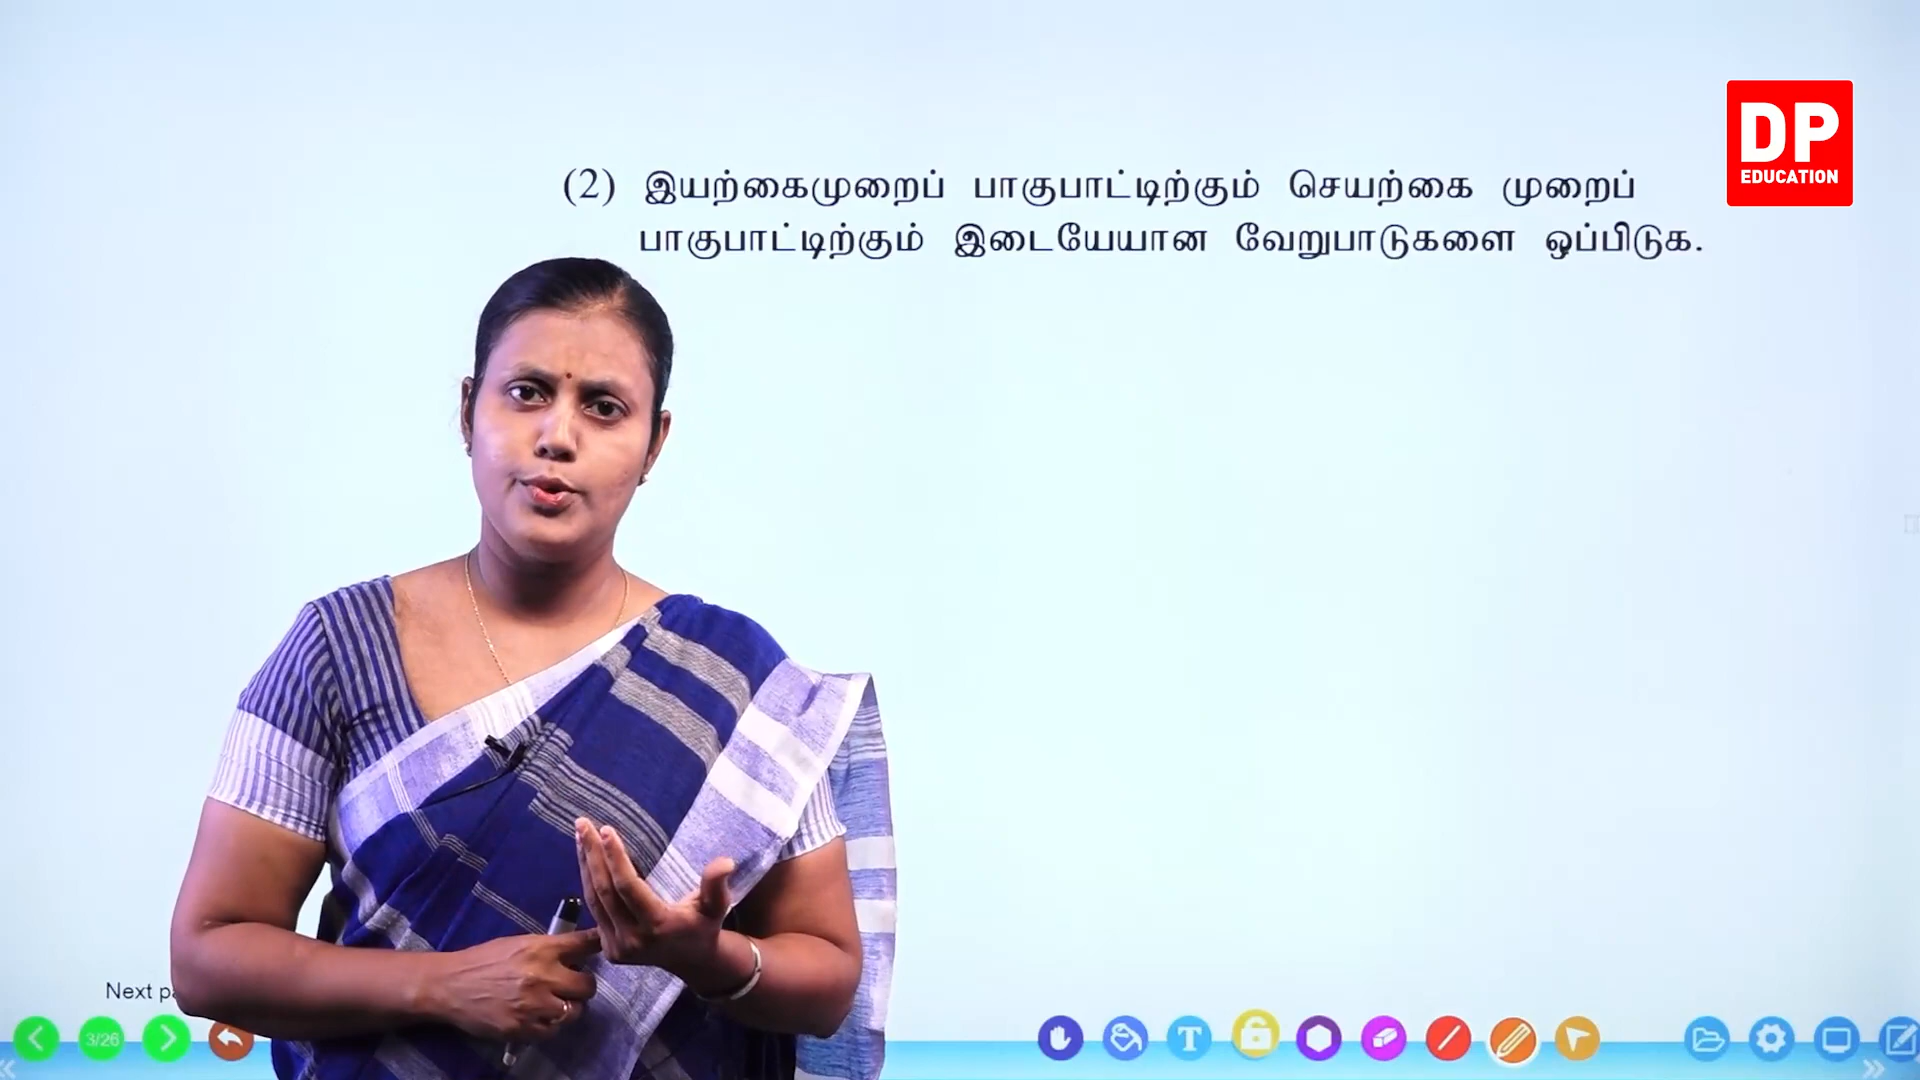 DP
EDUCATION
(2) இயற்கைமுறைப் பாகுபாட்டிற்கும் செயற்கை முறைப்
பாகுபாட்டிற்கும் இடையேயான வேறுபாடுகளை ஒப்பிடுக.
Next
3/26
T